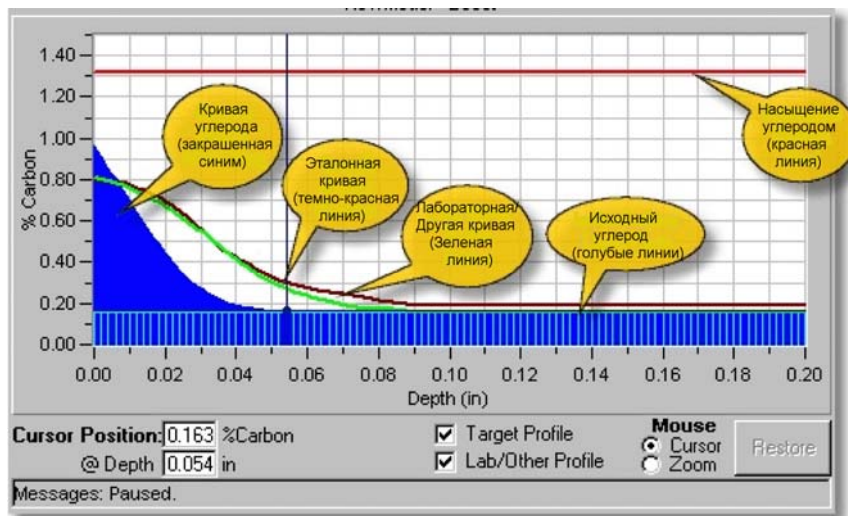 1.40
1.20
1.00
0.80
0.60
0.40
0.20
0.00
% Carbon
Кривая
углерода
(закрашенная
синим)
Эталонная
кривая
(темно-красная
линия)
Лабораторная/
Другая кривая
(Зеленая
линия)
Исходный
углерод
(голубые линии)
Насыщение
углеродом
(красная
линия)
0.00 0.02 0.04 0.06 0.08 0.10 0.12 0.14 0.16 0.18 0.20
Depth (in)
Cursor Position: 0.163 %Carbon
@ Depth 0.054 in
Target Profile
Lab/Other Profile
Mouse
Cursor
Zoom
Restore
Messages: Paused.